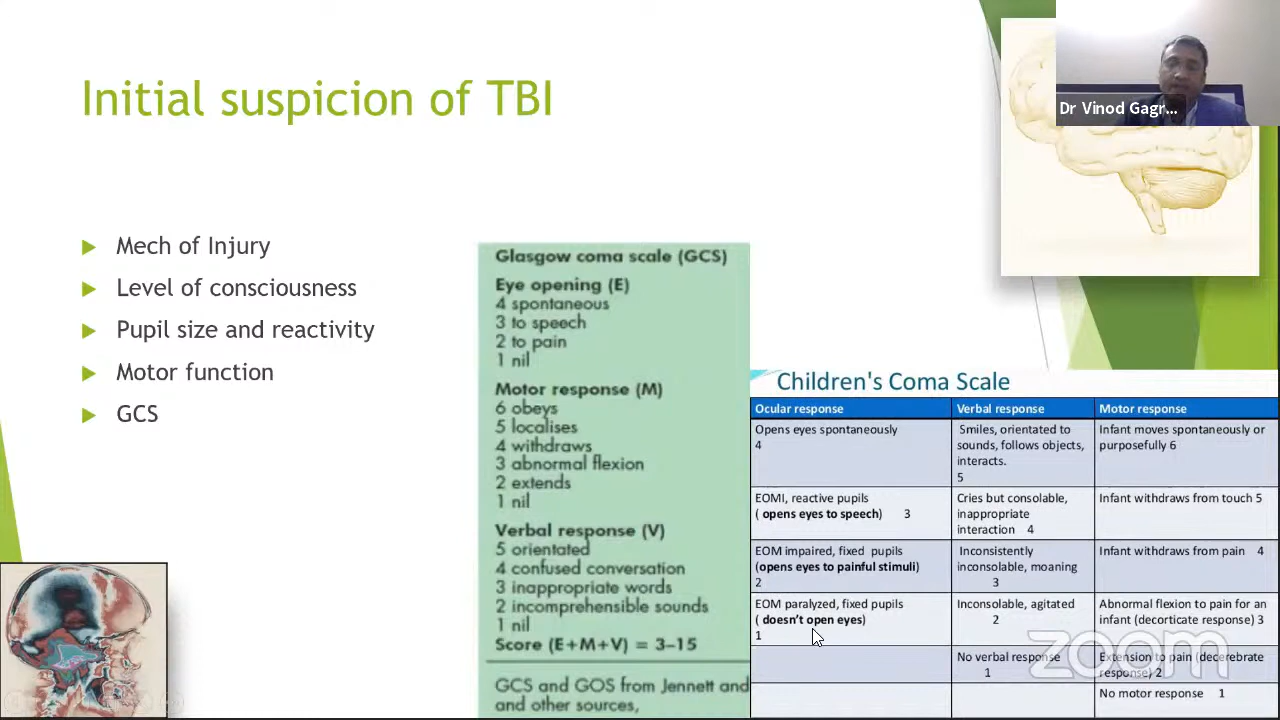 Initial suspicion of TBI
Dr Vinod Gagr...
Mech of Injury
Level of consciousness
Pupil size and reactivity
Motor function
GCS
Glasgow coma scale (GCS)
Eye opening (E)
4 spontaneous
3 to speech
2 to pain
1 nil
Motor response (M)
6 obeys
5 localises
4 withdraws
3 abnormal flexion
2 extends
1 nil
Verbal response (V)
5 orientated
4 confused conversation
3 inappropriate words
2 incomprehensible sounds
1 nil
Score (E+M+V) = 3–15
GCS and GOS from Jennett and
and other sources,
Children's Coma Scale
Ocular response
Verbal response
Motor response
Opens eyes spontaneously
4
Smiles, orientated to
sounds, follows objects,
interacts.
5
Infant moves spontaneously or
purposefully 6
EOMI, reactive pupils
( opens eyes to speech) 3
Cries but consolable,
inappropriate
interaction 4
Infant withdraws from touch 5
EOM impaired, fixed pupils
(opens eyes to painful stimuli)
2
Inconsistently
inconsolable, moaning
3
Infant withdraws from pain 4
EOM paralyzed, fixed pupils
( doesn't open eyes)
1
Inconsolable, agitated
2
Abnormal flexion to pain for an
infant (decorticate response) 3
No verbal response
1
Extension to pain (decerebrate
response) 2
No motor response 1
zoom